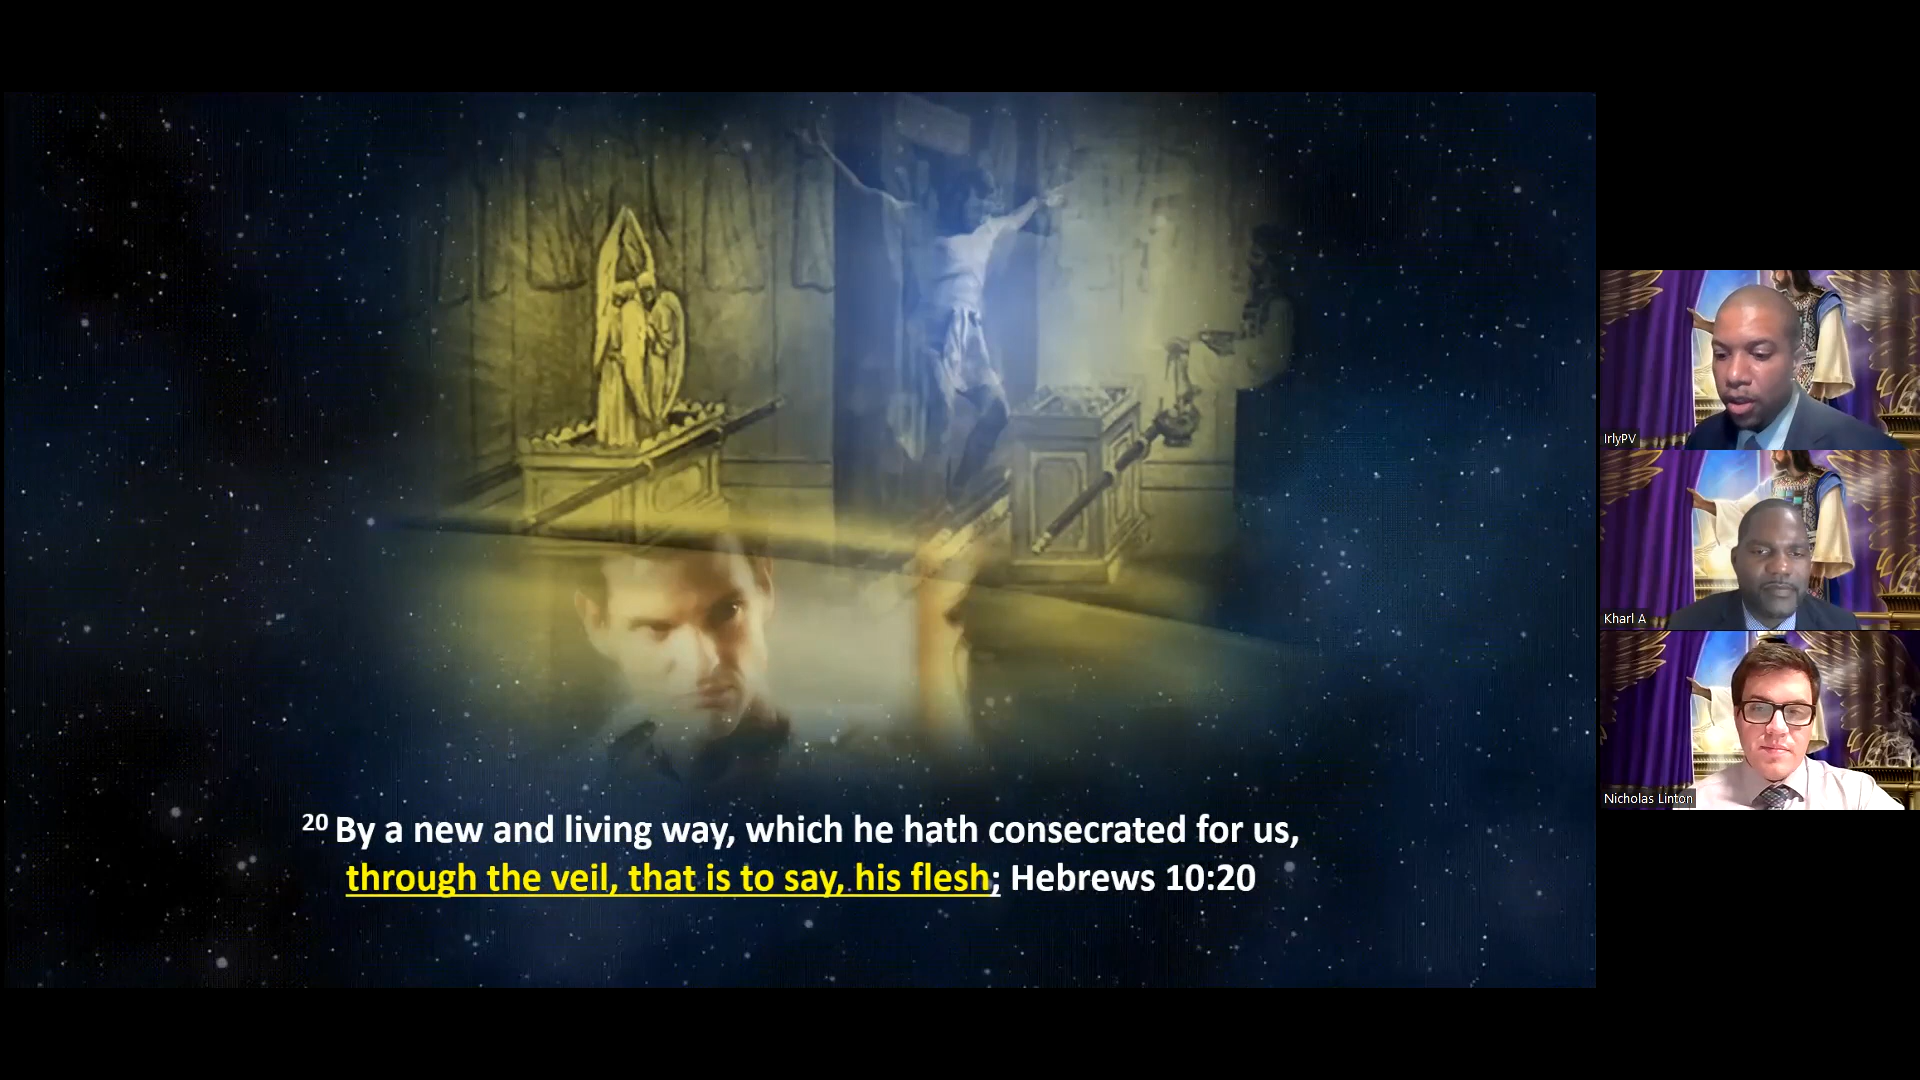 20 By a new and living way, which he hath consecrated for us,
through the veil, that is to say, his flesh; Hebrews 10:20
IrlyPV
Kharl A
Nicholas Linton